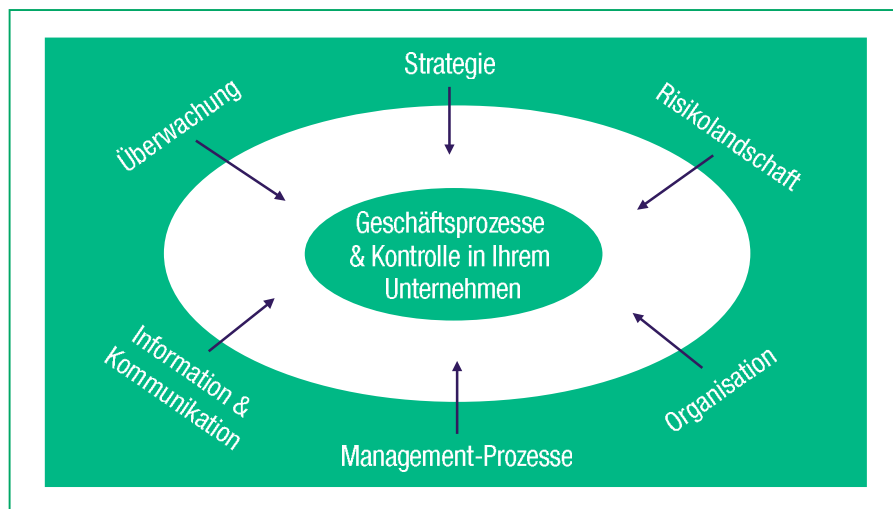 Strategie
Überwachung
Risikolandschaft
Geschäftsprozesse
& Kontrolle in Ihrem
Unternehmen
Information &
Kommunikation
Organisation
Management-Prozesse